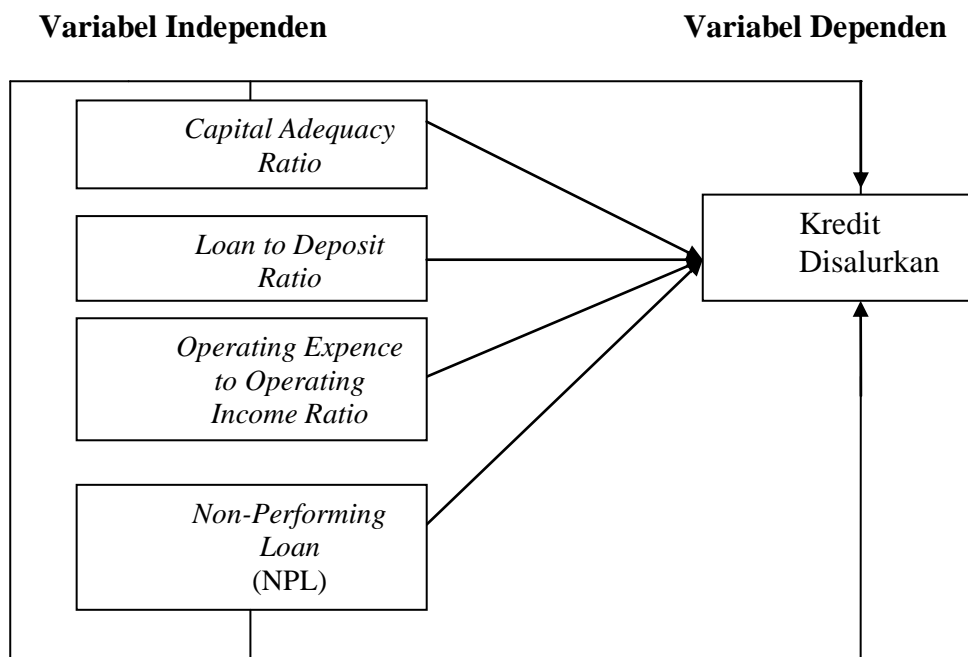 Variabel Independen
Variabel Dependen
Capital Adequacy
Ratio
Loan to Deposit
Ratio
Operating Expence
to Operating
Income Ratio
Non-Performing
Loan
(NPL)
Kredit
Disalurkan